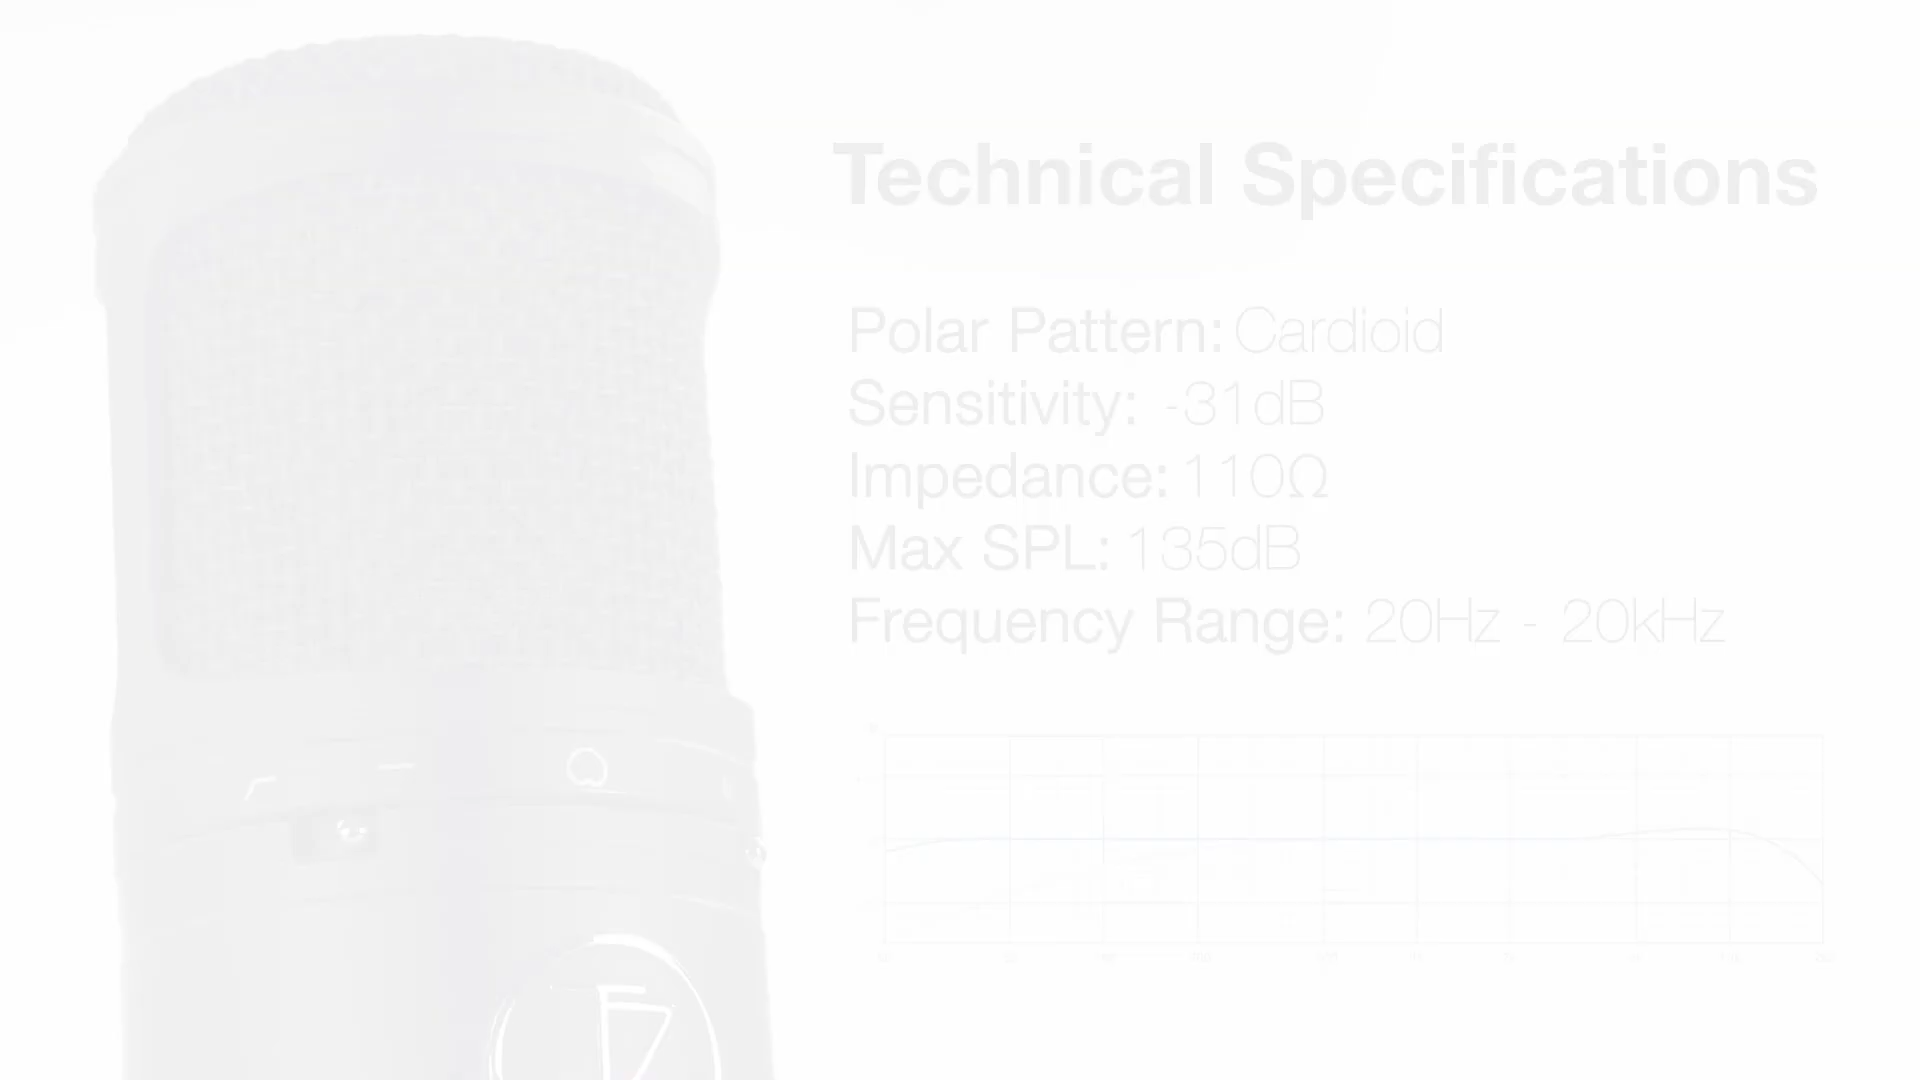 Technical Specifications
Polar Pattern: Cardioid
Sensitivity: -31dB
Impedance: 110Ω
Max SPL: 135dB
Frequency Range: 20Hz - 20kHz